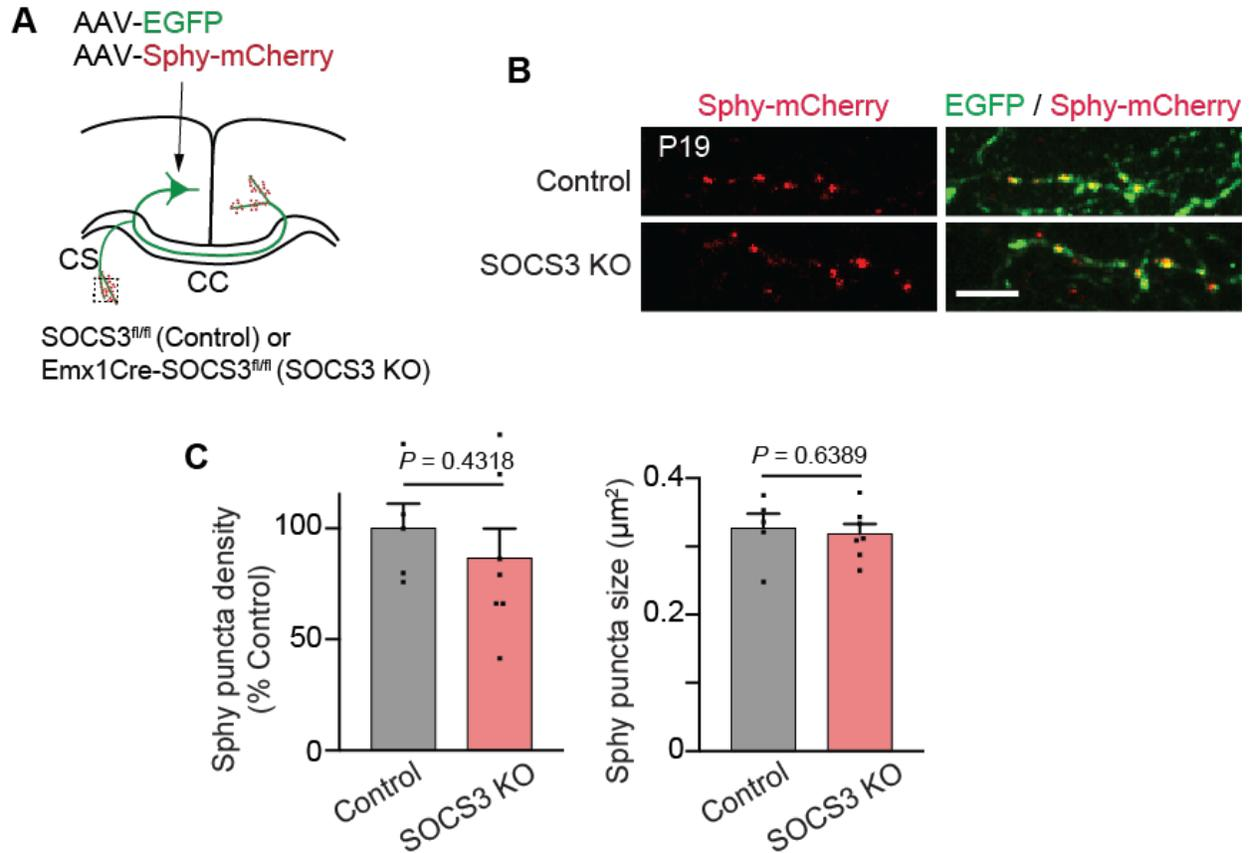 A
AAV-EGFP
AAV-Sphy-mCherry
CS
CC
SOCS3fl/fl (Control) or
Emx1Cre-SOCS3fl/fl (SOCS3 KO)
B
Sphy-mCherry
EGFP / Sphy-mCherry
P19
Control
SOCS3 KO
C
Sphy puncta density
(% Control)
100
50
0
P = 0.4318
Control
SOCS3 KO
Sphy puncta size (µm²)
0.4
0.2
0
P = 0.6389
Control
SOCS3 KO